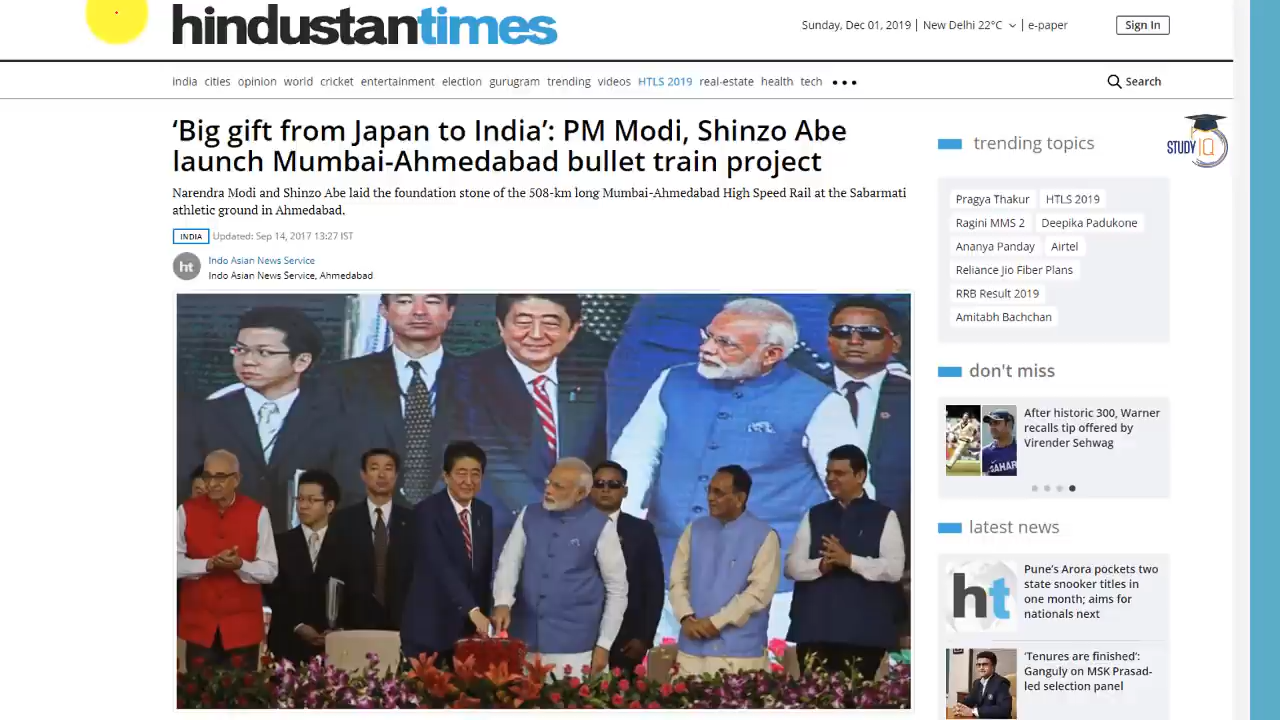 hindustantimes
Sunday, Dec 01, 2019 | New Delhi 22°C | e-paper
Sign In
india cities opinion world cricket entertainment election gurugram trending videos HTLS 2019 real-estate health tech
Search
‘Big gift from Japan to India’: PM Modi, Shinzo Abe
launch Mumbai-Ahmedabad bullet train project
Narendra Modi and Shinzo Abe laid the foundation stone of the 508-km long Mumbai-Ahmedabad High Speed Rail at the Sabarmati
athletic ground in Ahmedabad.
INDIA Updated: Sep 14, 2017 13:27 IST
ht
Indo Asian News Service
Indo Asian News Service, Ahmedabad
trending topics
STUDY IQ
Pragya Thakur HTLS 2019
Ragini MMS 2 Deepika Padukone
Ananya Panday Airtel
Reliance Jio Fiber Plans
RRB Result 2019
Amitabh Bachchan
don't miss
After historic 300, Warner
recalls tip offered by
Virender Sehwag
SAHAR
latest news
ht
Pune’s Arora pockets two
state snooker titles in
one month; aims for
nationals next
‘Tenures are finished’:
Ganguly on MSK Prasad-
led selection panel